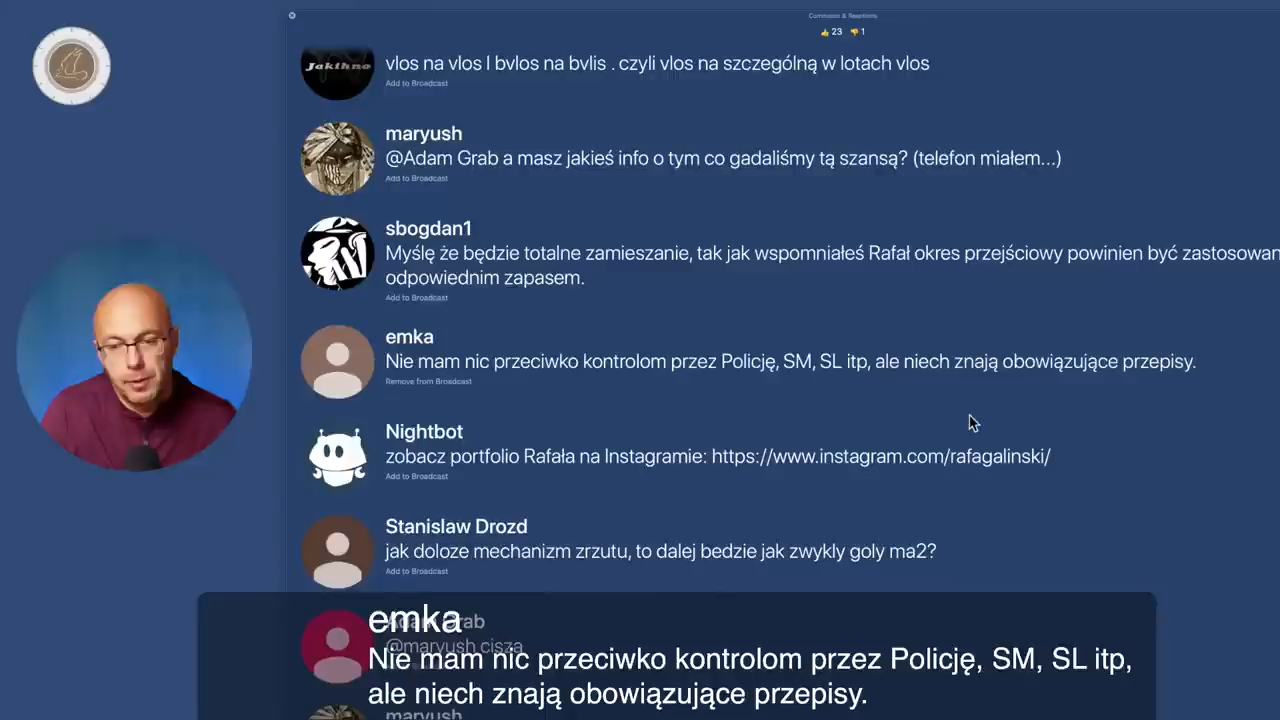 Comments & Reactions
👍 23 👎 1
Jakthno
vlos na vlos I bvlos na bvlis . czyli vlos na szczególną w lotach vlos
Add to Broadcast
maryush
@Adam Grab a masz jakieś info o tym co gadaliśmy tą szansą? (telefon miałem...)
Add to Broadcast
sbogdan1
Myślę że będzie totalne zamieszanie, tak jak wspomniałeś Rafał okres przejściowy powinien być zastosowan
odpowiednim zapasem.
Add to Broadcast
emka
Nie mam nic przeciwko kontrolom przez Policję, SM, SL itp, ale niech znają obowiązujące przepisy.
Remove from Broadcast
Nightbot
zobacz portfolio Rafała na Instagramie: https://www.instagram.com/rafagalinski/
Add to Broadcast
Stanislaw Drozd
jak doloze mechanizm zrzutu, to dalej bedzie jak zwykly goly ma2?
Add to Broadcast
Adam Grab
@maryush cisza
emka
Nie mam nic przeciwko kontrolom przez Policję, SM, SL itp,
ale niech znają obowiązujące przepisy.
maryush